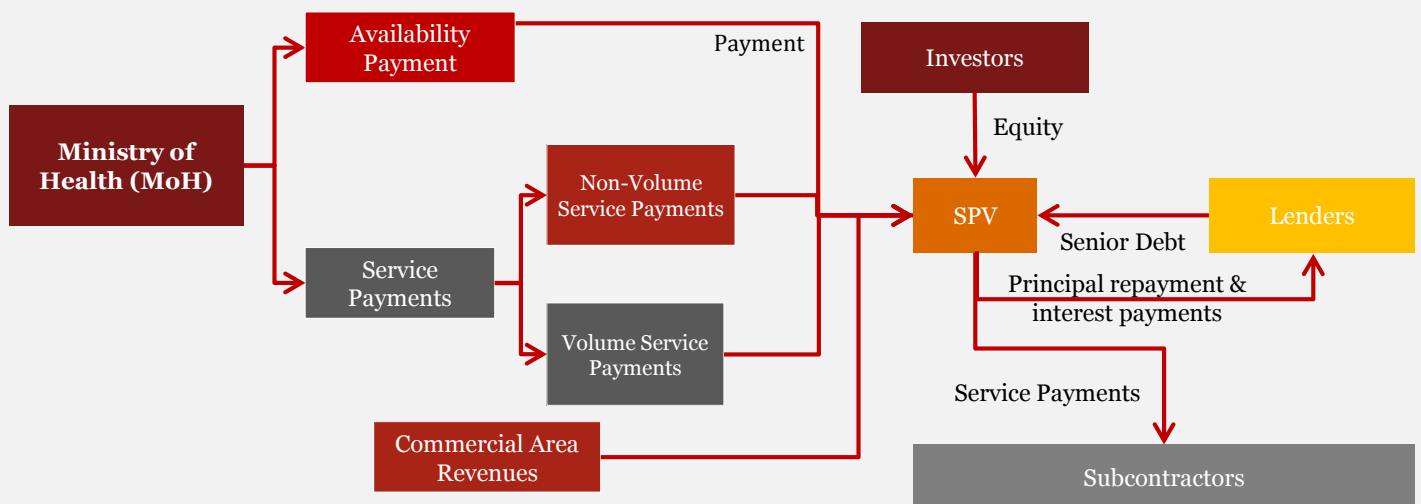 Availability
Payment
Payment
Investors
Ministry of
Health (MoH)
Equity
Non-Volume
Service Payments
SPV
Lenders
Senior Debt
Service
Payments
Principal repayment &
interest payments
Volume Service
Payments
Service Payments
Commercial Area
Revenues
Subcontractors